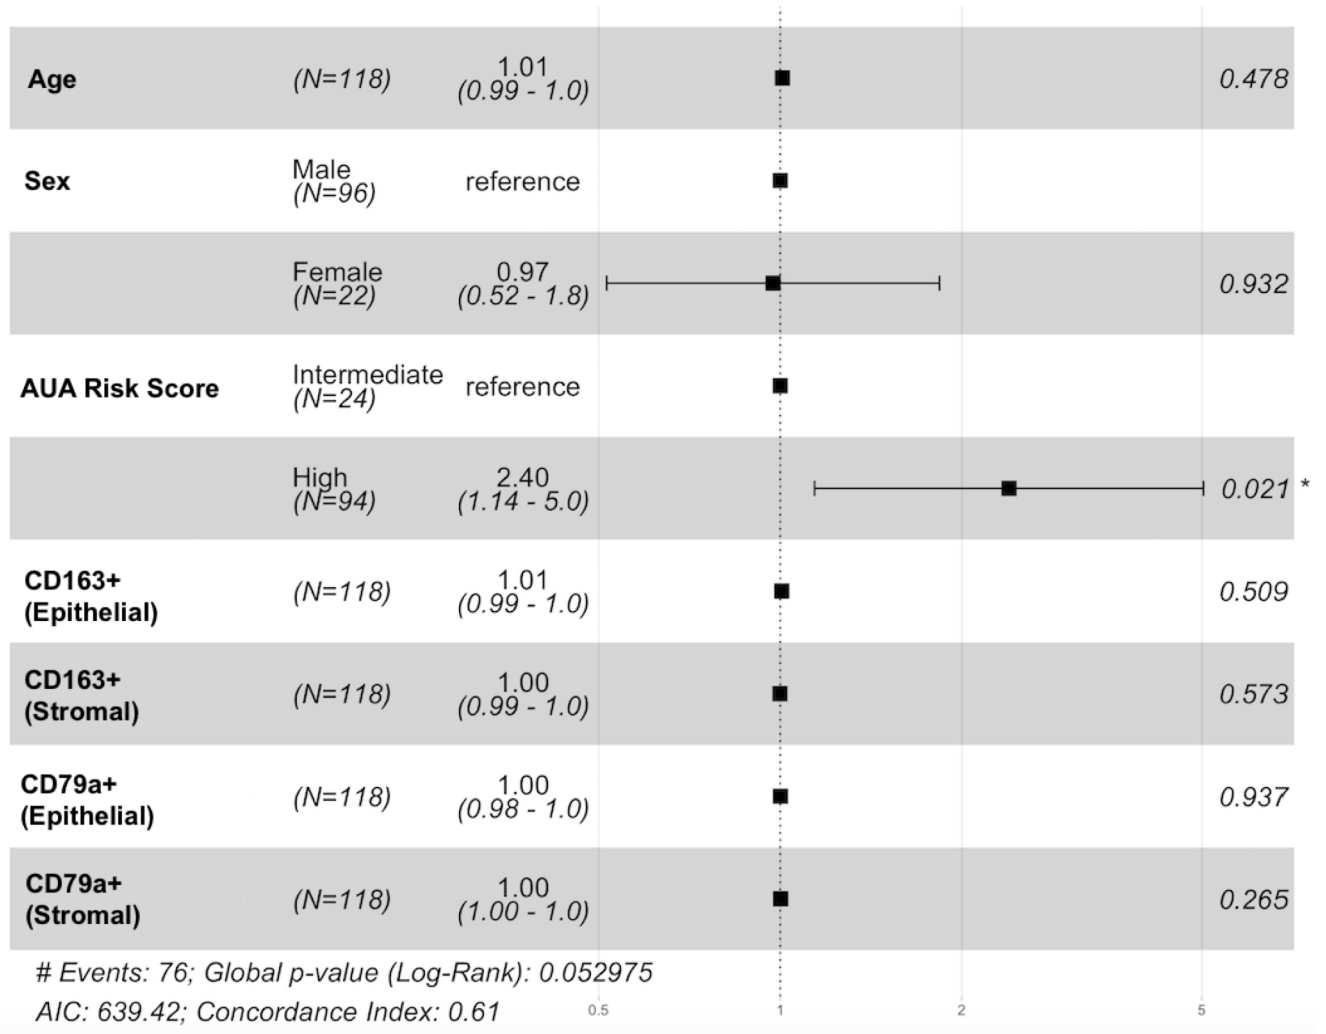 Age (N=118) 1.01 (0.99 - 1.0) 0.478
Sex Male (N=96) reference
Female (N=22) 0.97 (0.52 - 1.8) 0.932
AUA Risk Score Intermediate (N=24) reference
High (N=94) 2.40 (1.14 - 5.0) 0.021 *
CD163+ (Epithelial) (N=118) 1.01 (0.99 - 1.0) 0.509
CD163+ (Stromal) (N=118) 1.00 (0.99 - 1.0) 0.573
CD79a+ (Epithelial) (N=118) 1.00 (0.98 - 1.0) 0.937
CD79a+ (Stromal) (N=118) 1.00 (1.00 - 1.0) 0.265
# Events: 76; Global p-value (Log-Rank): 0.052975
AIC: 639.42; Concordance Index: 0.61
0.5 1 2 5